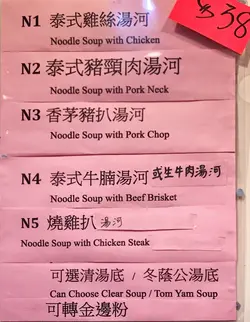 $38
N1 泰式雞絲湯河
Noodle Soup with Chicken
N2 泰式豬頸肉湯河
Noodle Soup with Pork Neck
N3 香茅豬扒湯河
Noodle Soup with Pork Chop
N4 泰式牛腩湯河 或生牛肉湯河
Noodle Soup with Beef Brisket
N5 燒雞扒 湯河
Noodle Soup with Chicken Steak
可選清湯底 / 冬蔭公湯底
Can Choose Clear Soup / Tom Yam Soup
可轉金邊粉